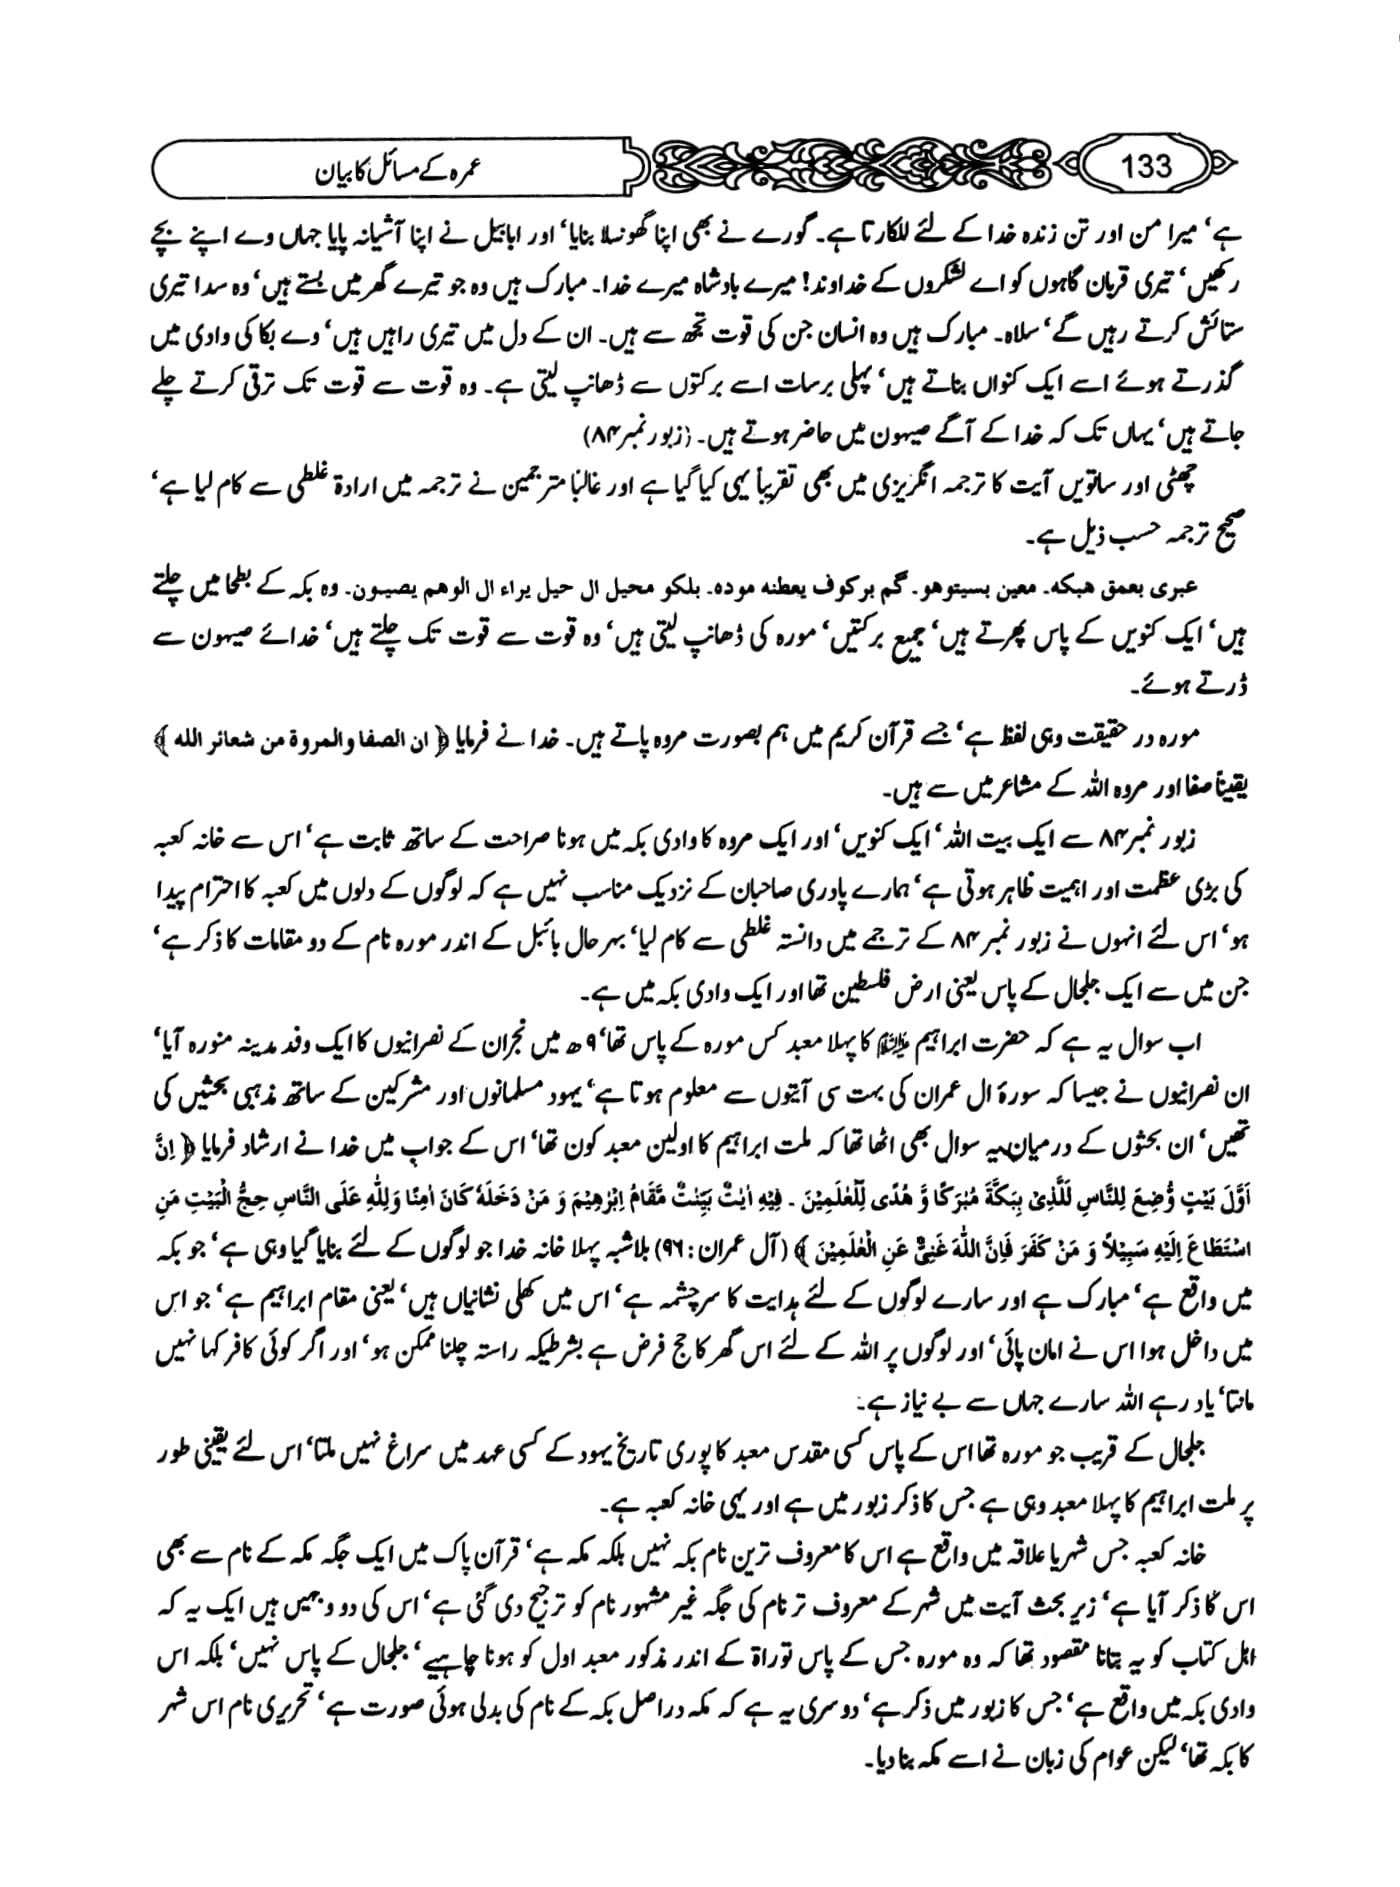 133
عمرہ کے مسائل کا بیان
ہے‘ میرا من اور تن زندہ خدا کے لئے للکارتا ہے۔ گورے نے بھی اپنا گھونسلا بنایا‘ اور ابابیل نے اپنا آشیانہ پایا جہاں وے اپنے بچے
رکھیں‘ تیری قربان گاہوں کو اے لشکروں کے خداوند! میرے بادشاہ میرے خدا۔ مبارک ہیں وہ جو تیرے گھر میں بستے ہیں‘ وہ سدا تیری
ستائش کرتے رہیں گے‘ سلاہ۔ مبارک ہیں وہ انسان جن کی قوت تجھ سے ہیں۔ ان کے دل میں تیری راہیں ہیں‘ وے بکا کی وادی میں
گذرتے ہوئے اسے ایک کنواں بناتے ہیں‘ پہلی برسات اسے برکتوں سے ڈھانپ لیتی ہے۔ وہ قوت سے قوت تک ترقی کرتے چلے
جاتے ہیں‘ یہاں تک کہ خدا کے آگے صیہون میں حاضر ہوتے ہیں۔ (زبور نمبر ۸۴)
چھٹی اور ساتویں آیت کا ترجمہ انگریزی میں بھی تقریباً یہی کیا گیا ہے اور غالبًا مترجمین نے ترجمہ میں ارادۃ غلطی سے کام لیا ہے‘
صحیح ترجمہ حسب ذیل ہے۔
عبری بعمق ھبکہ۔ معین بسیتوھو۔ گم برکوف یعطنہ مودہ۔ بلکو محیل ال حیل یراء ال الوھم یصیون۔ وہ بکہ کے بطحا میں چلتے
ہیں‘ ایک کنویں کے پاس پھرتے ہیں‘ جمیع برکتیں‘ مورہ کی ڈھانپ لیتی ہیں‘ وہ قوت سے قوت تک چلتے ہیں‘ خدائے صیہون سے
ڈرتے ہوئے۔
مورہ در حقیقت وہی لفظ ہے‘ جسے قرآن کریم میں ہم بصورت مروہ پاتے ہیں۔ خدا نے فرمایا ﴿ ان الصفا والمروۃ من شعائر اللہ ﴾
یقیناً صفا اور مروہ اللہ کے مشاعر میں سے ہیں۔
زبور نمبر ۸۴ سے ایک بیت اللہ‘ ایک کنویں‘ اور ایک مروہ کا وادی بکہ میں ہونا صراحت کے ساتھ ثابت ہے‘ اس سے خانہ کعبہ
کی بڑی عظمت اور اہمیت ظاہر ہوتی ہے‘ ہمارے پادری صاحبان کے نزدیک مناسب نہیں ہے کہ لوگوں کے دلوں میں کعبہ کا احترام پیدا
ہو‘ اس لئے انہوں نے زبور نمبر ۸۴ کے ترجمے میں دانستہ غلطی سے کام لیا‘ بہر حال بائبل کے اندر مورہ نام کے دو مقامات کا ذکر ہے‘
جن میں سے ایک جلجال کے پاس یعنی ارض فلسطین تھا اور ایک وادی بکہ میں ہے۔
اب سوال یہ ہے کہ حضرت ابراہیم علیہ السلام کا پہلا معبد کس مورہ کے پاس تھا‘ ۹ھ میں نجران کے نصرانیوں کا ایک وفد مدینہ منورہ آیا‘
ان نصرانیوں نے جیسا کہ سورۂ ال عمران کی بہت سی آیتوں سے معلوم ہوتا ہے‘ یہود مسلمانوں اور مشرکین کے ساتھ مذہبی بحثیں کی
تھیں‘ ان بحثوں کے درمیان یہ سوال بھی اٹھا تھا کہ ملت ابراہیم کا اولین معبد کون تھا‘ اس کے جواب میں خدا نے ارشاد فرمایا ﴿ اِنَّ
اَوَّلَ بَیْتٍ وُّضِعَ لِلنَّاسِ لَلَّذِیْ بِبَکَّةَ مُبٰرَکًا وَّ ھُدًی لِّلْعٰلَمِیْنَ ۔ فِیْهِ اٰیٰتٌ بَیِّنٰتٌ مَّقَامُ اِبْرٰھِیْمَ وَ مَنْ دَخَلَهُ کَانَ اٰمِنًا وَلِلّٰهِ عَلَی النَّاسِ حِجُّ الْبَیْتِ مَنِ
اسْتَطَاعَ اِلَیْهِ سَبِیْلاً وَ مَنْ کَفَرَ فَاِنَّ اللّٰهَ غَنِیٌّ عَنِ الْعٰلَمِیْنَ ﴾ (آل عمران : ۹۶) بلاشبہ پہلا خانہ خدا جو لوگوں کے لئے بنایا گیا وہی ہے‘ جو بکہ
میں واقع ہے‘ مبارک ہے اور سارے لوگوں کے لئے ہدایت کا سرچشمہ ہے‘ اس میں کھلی نشانیاں ہیں‘ یعنی مقام ابراہیم ہے‘ جو اس
میں داخل ہوا اس نے امان پائی‘ اور لوگوں پر اللہ کے لئے اس گھر کا حج فرض ہے بشرطیکہ راستہ چلنا ممکن ہو‘ اور اگر کوئی کافر کہا نہیں
مانتا‘ یاد رہے اللہ سارے جہاں سے بے نیاز ہے۔
جلجال کے قریب جو مورہ تھا اس کے پاس کسی مقدس معبد کا پوری تاریخ یہود کے کسی عہد میں سراغ نہیں ملتا‘ اس لئے یقینی طور
پر ملت ابراہیم کا پہلا معبد وہی ہے جس کا ذکر زبور میں ہے اور یہی خانہ کعبہ ہے۔
خانہ کعبہ جس شہر یا علاقہ میں واقع ہے اس کا معروف ترین نام بکہ نہیں بلکہ مکہ ہے‘ قرآن پاک میں ایک جگہ مکہ کے نام سے بھی
اس کا ذکر آیا ہے‘ زیر بحث آیت میں شہر کے معروف تر نام کی جگہ غیر مشہور نام کو ترجیح دی گئی ہے‘ اس کی دو وجہیں ہیں ایک یہ کہ
اہل کتاب کو یہ بتانا مقصود تھا کہ وہ مورہ جس کے پاس توراۃ کے اندر مذکور معبد اول کو ہونا چاہیے‘ جلجال کے پاس نہیں‘ بلکہ اس
وادی بکہ میں واقع ہے‘ جس کا زبور میں ذکر ہے‘ دوسری یہ ہے کہ مکہ دراصل بکہ کے نام کی بدلی ہوئی صورت ہے‘ تحریری نام اس شہر
کا بکہ تھا‘ لیکن عوام کی زبان نے اسے مکہ بنا دیا۔